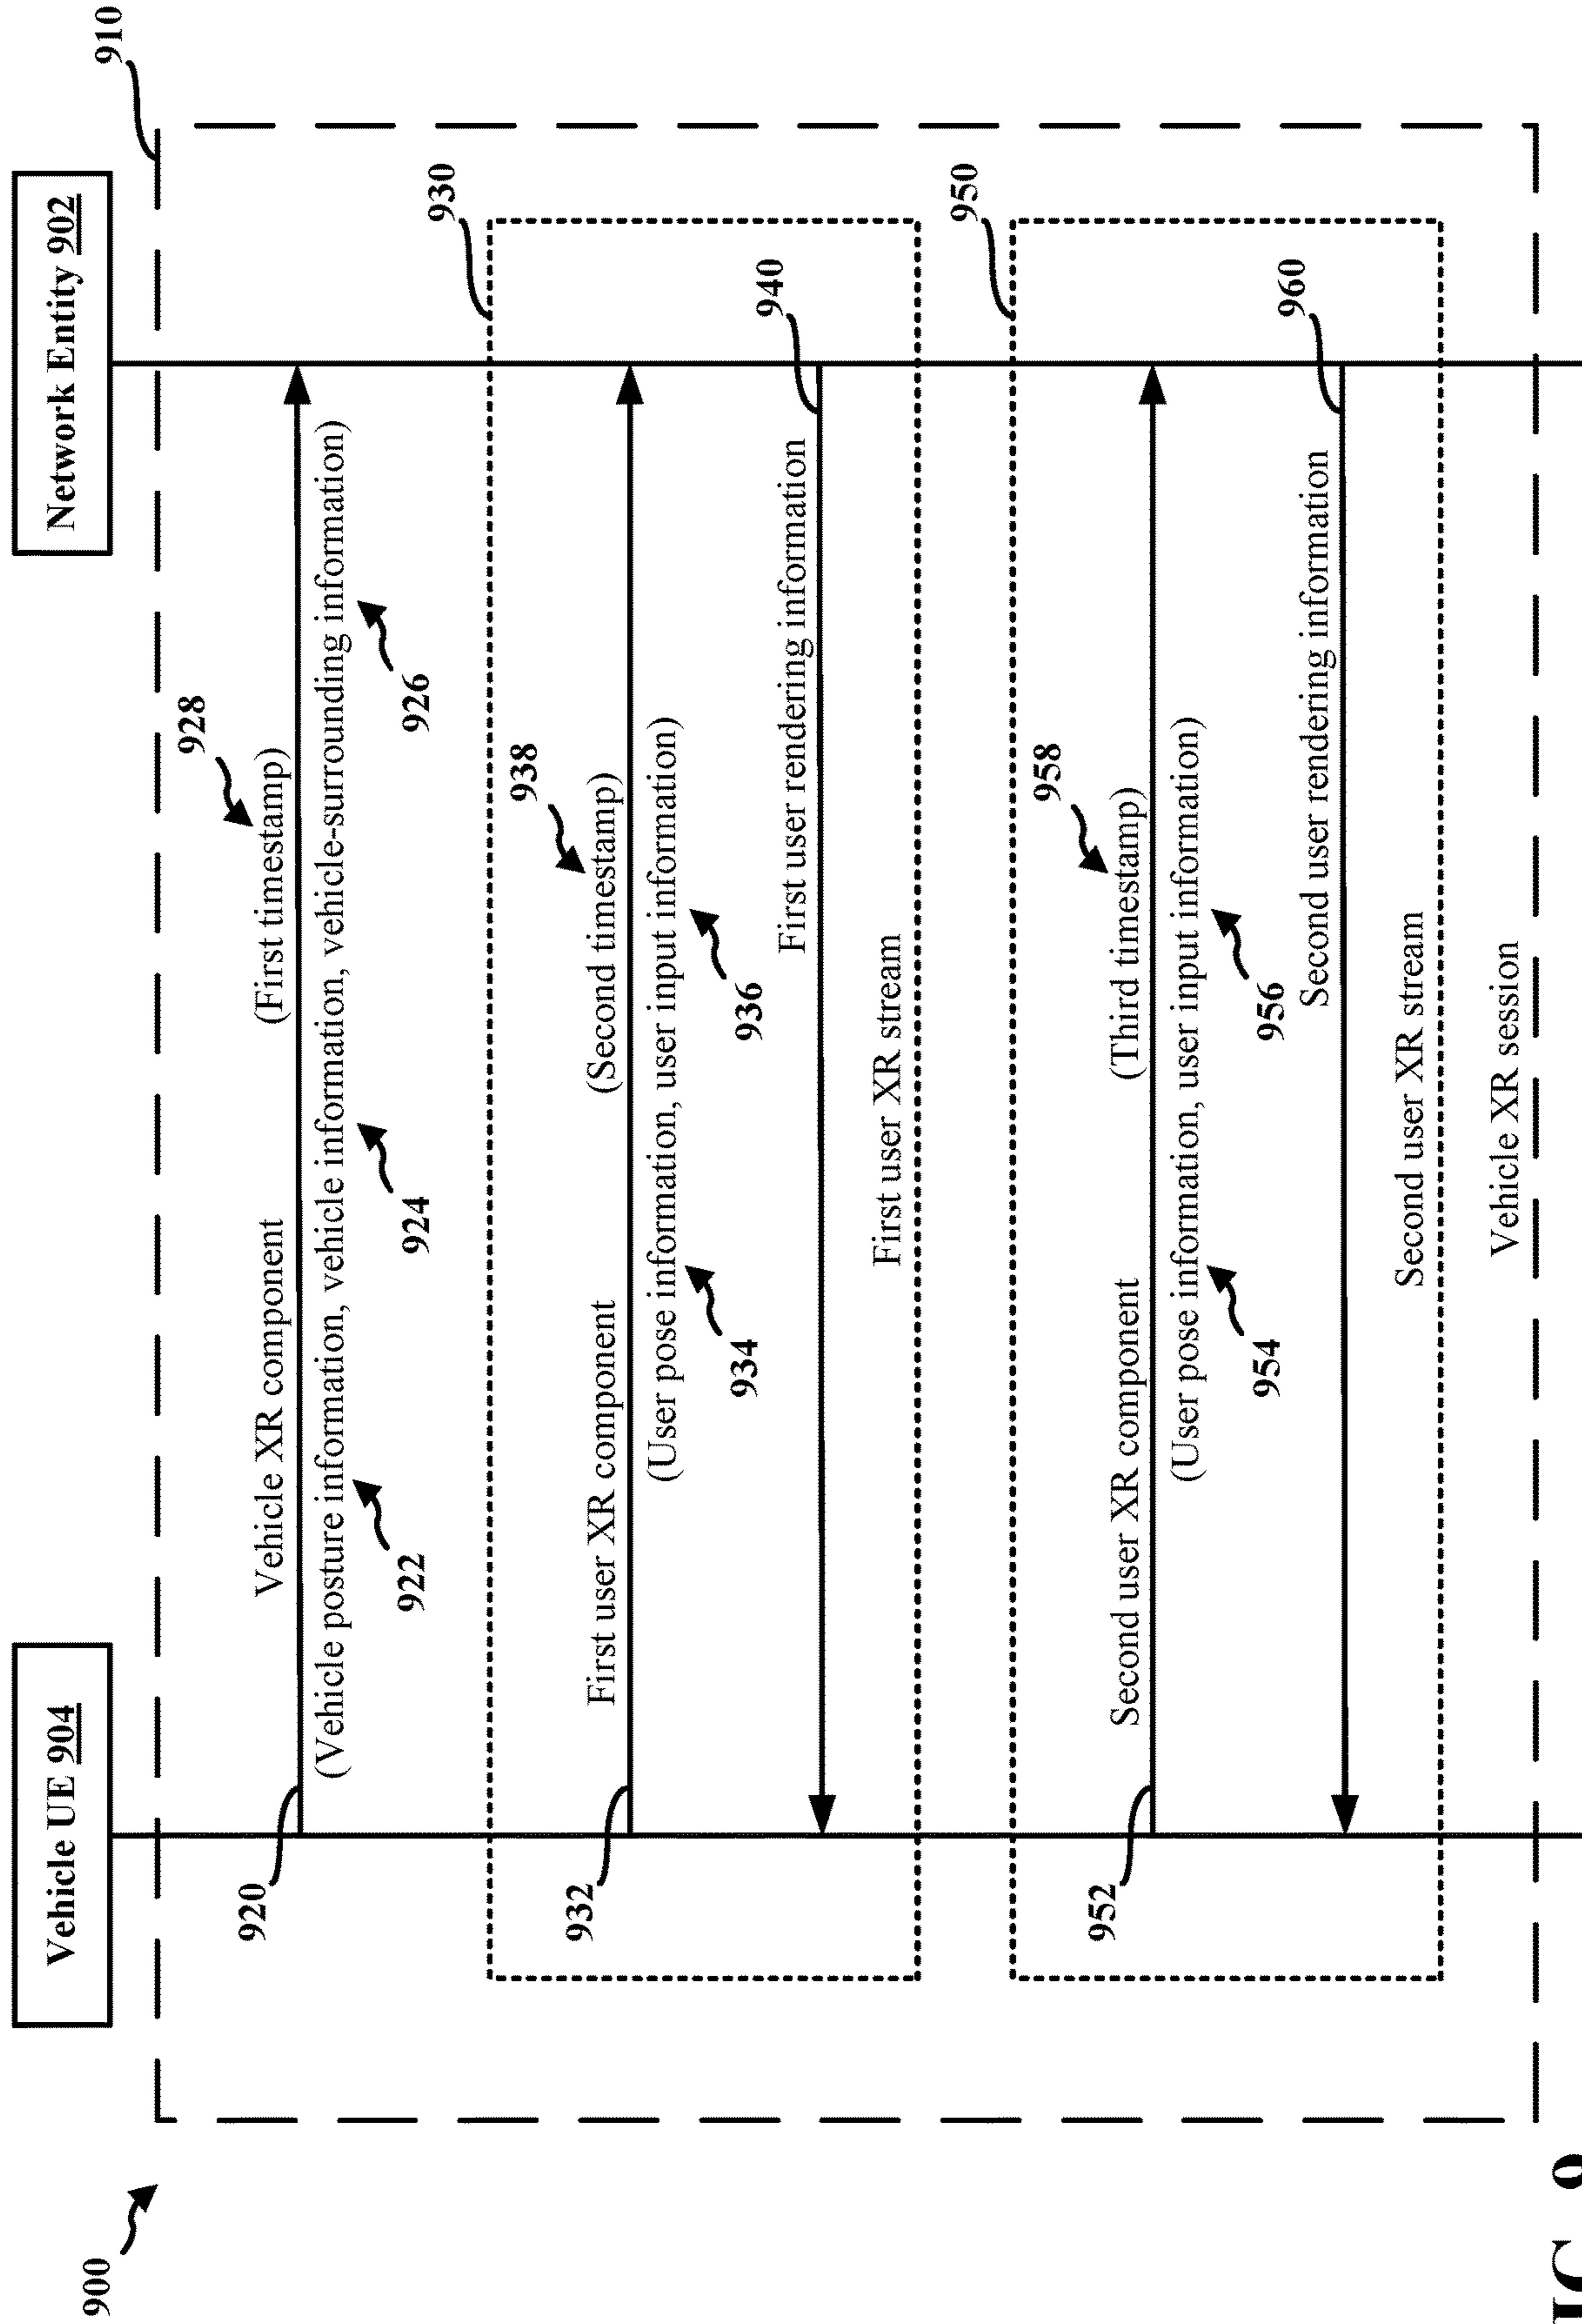 900
Vehicle UE 904
Network Entity 902
910
928
920
Vehicle XR component
(First timestamp)
(Vehicle posture information, vehicle information, vehicle-surrounding information)
922
924
926
930
938
932
First user XR component
(Second timestamp)
(User pose information, user input information)
934
936
940
First user rendering information
First user XR stream
950
958
952
Second user XR component
(Third timestamp)
(User pose information, user input information)
954
956
960
Second user rendering information
Second user XR stream
Vehicle XR session